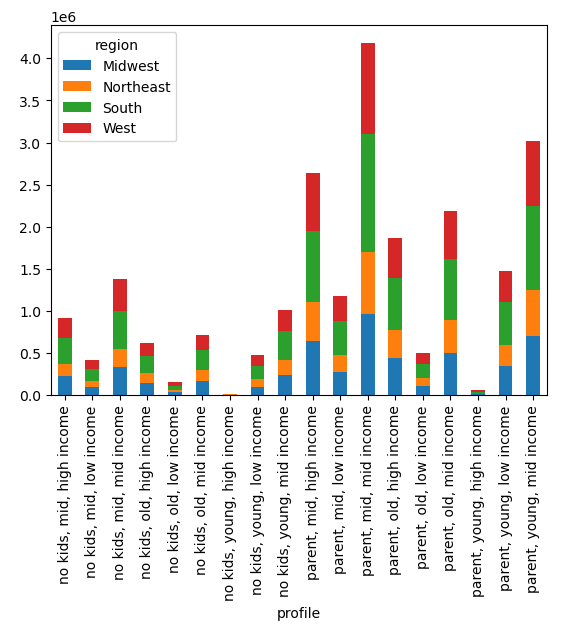 1e6
region
Midwest
Northeast
South
West
4.0
3.5
3.0
2.5
2.0
1.5
1.0
0.5
0.0
no kids, mid, high income
no kids, mid, low income
no kids, mid, mid income
no kids, old, high income
no kids, old, low income
no kids, old, mid income
no kids, young, high income
no kids, young, low income
no kids, young, mid income
parent, mid, high income
parent, mid, low income
parent, mid, mid income
parent, old, high income
parent, old, low income
parent, old, mid income
parent, young, high income
parent, young, low income
parent, young, mid income
profile